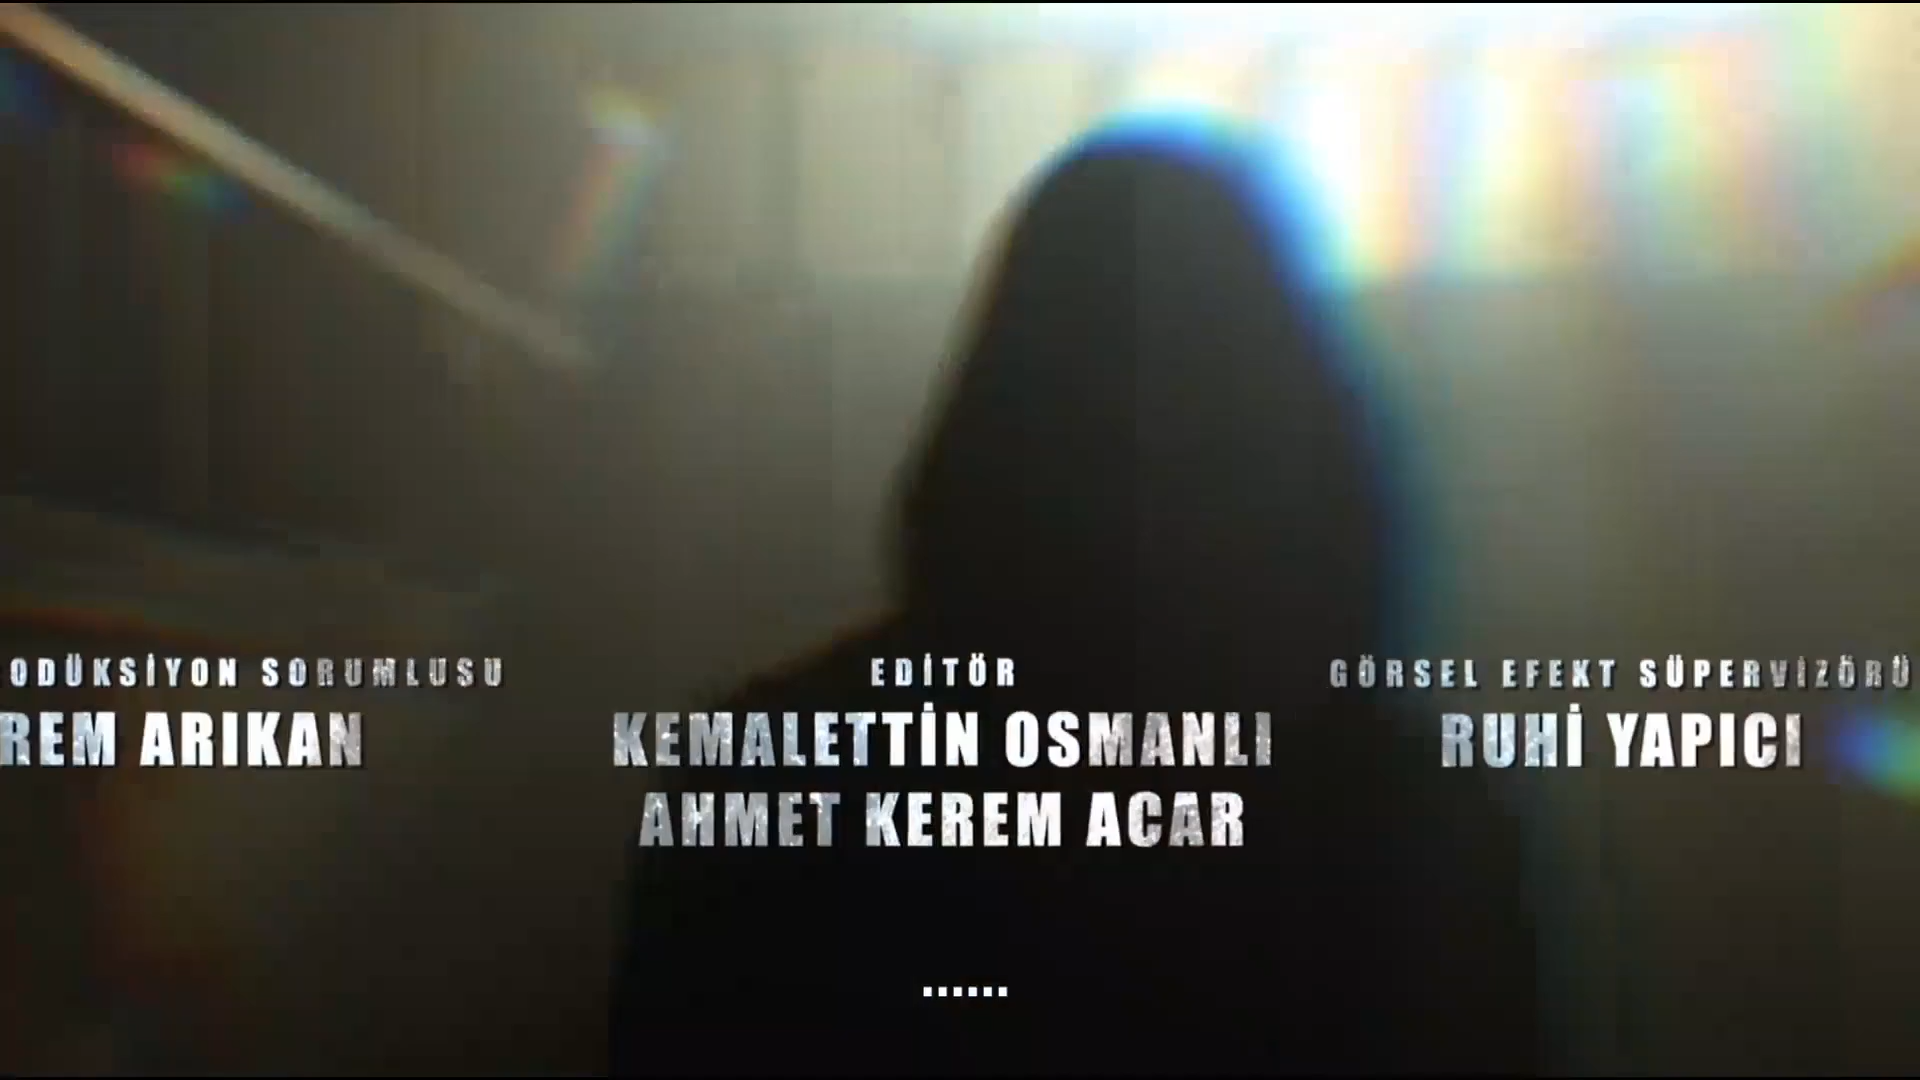 ODÜKSİYON SORUMLUSU
REM ARIKAN
EDİTÖR
KEMALETTİN OSMANLI
AHMET KEREM ACAR
GÖRSEL EFEKT SÜPERVİZÖRÜ
RUHİ YAPICI
......